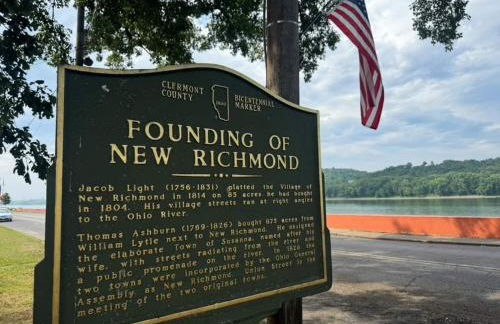 CLERMONT
COUNTY
BICENTENNIAL
MARKER
FOUNDING OF
NEW RICHMOND
Jacob Light (1756-1831) platted the Village of
New Richmond in 1814 on 85 acres he had bought
in 1804. His village streets ran at right angles
to the Ohio River.
Thomas Ashburn (1769-1826) bought 675 acres from
William Lytle next to New Richmond. He designed
the elaborate Town of Susanna, named after his
wife, with streets radiating from the river and
a public promenade on the river. In 1828 the
two towns were incorporated by the Ohio General
Assembly as New Richmond. Union Street is the
meeting of the two original towns.